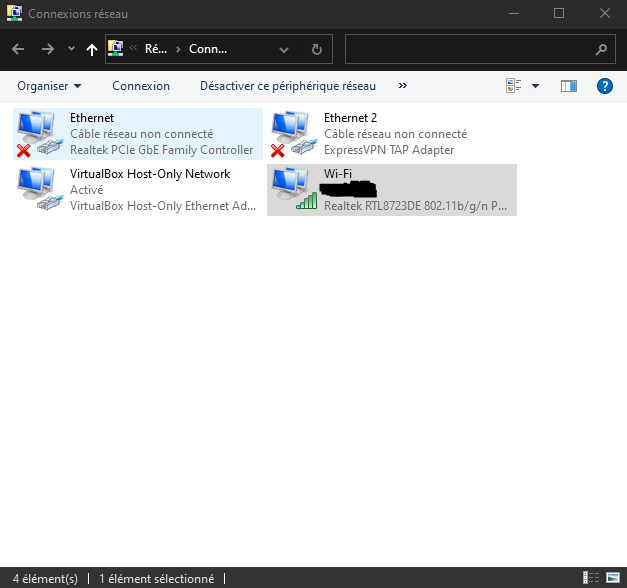 Connexions réseau
Ré... Conn...
Organiser Connexion Désactiver ce périphérique réseau »
Ethernet
Câble réseau non connecté
Realtek PCIe GbE Family Controller
Ethernet 2
Câble réseau non connecté
ExpressVPN TAP Adapter
VirtualBox Host-Only Network
Activé
VirtualBox Host-Only Ethernet Ad...
Wi-Fi
Realtek RTL8723DE 802.11b/g/n P...
4 élément(s) 1 élément sélectionné